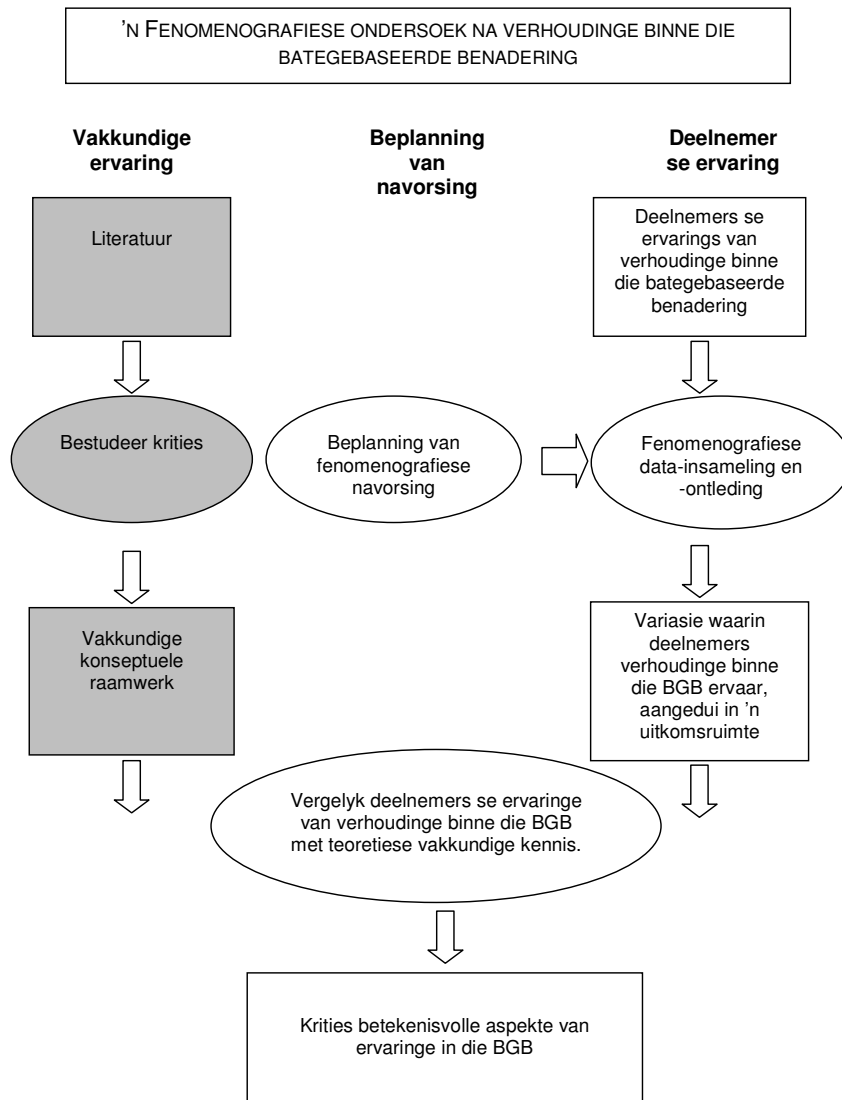 ’N FENOMENOGRAFIESE ONDERSOEK NA VERHOUDINGE BINNE DIE
BATEGEBASEERDE BENADERING
Vakkundige
ervaring
Beplanning
van
navorsing
Deelnemer
se ervaring
Literatuur
Deelnemers se
ervarings van
verhoudinge binne
die bategebaseerde
benadering
Bestudeer krities
Beplanning van
fenomenografiese
navorsing
Fenomenografiese
data-insameling en
-ontleding
Vakkundige
konseptuele
raamwerk
Variasie waarin
deelnemers
verhoudinge binne
die BGB ervaar,
aangedui in ’n
uitkomsruimte
Vergelyk deelnemers se ervaringe
van verhoudinge binne die BGB
met teoretiese vakkundige kennis.
Krities betekenisvolle aspekte van
ervaringe in die BGB